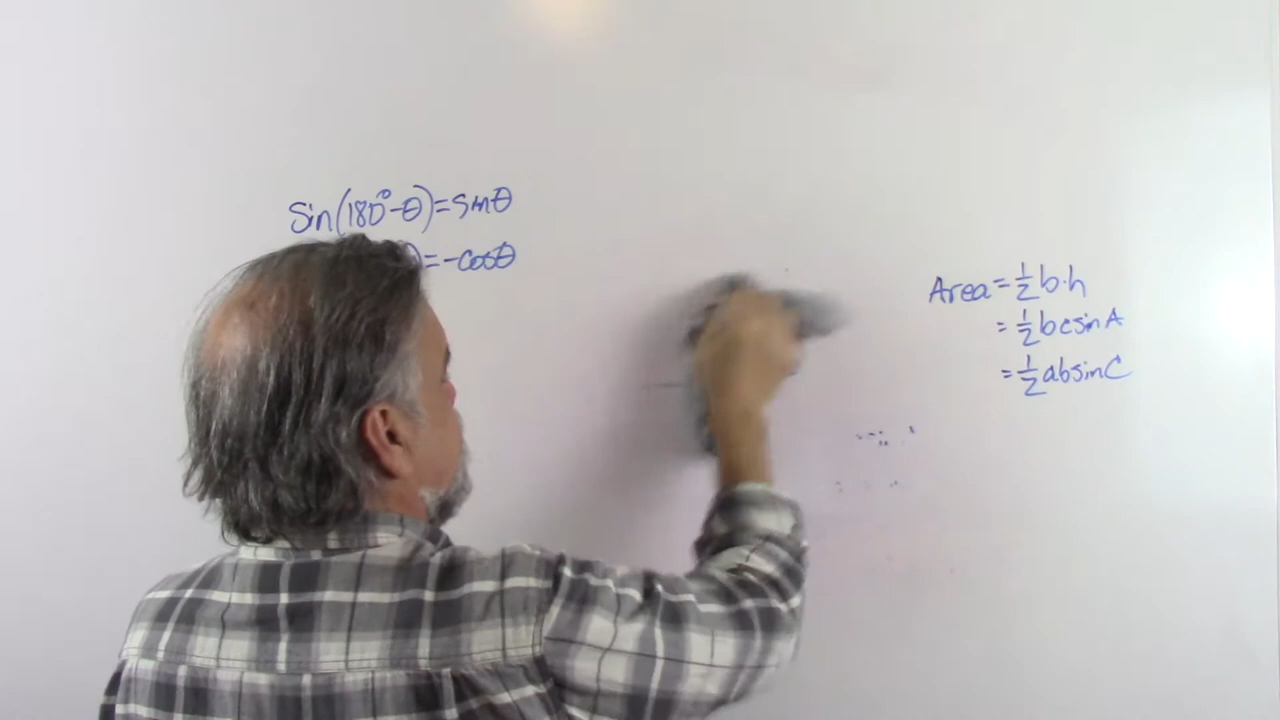 Sin(180°-θ)=sinθ
)=-cosθ
Area=½b·h
=½bcsinA
=½absinC